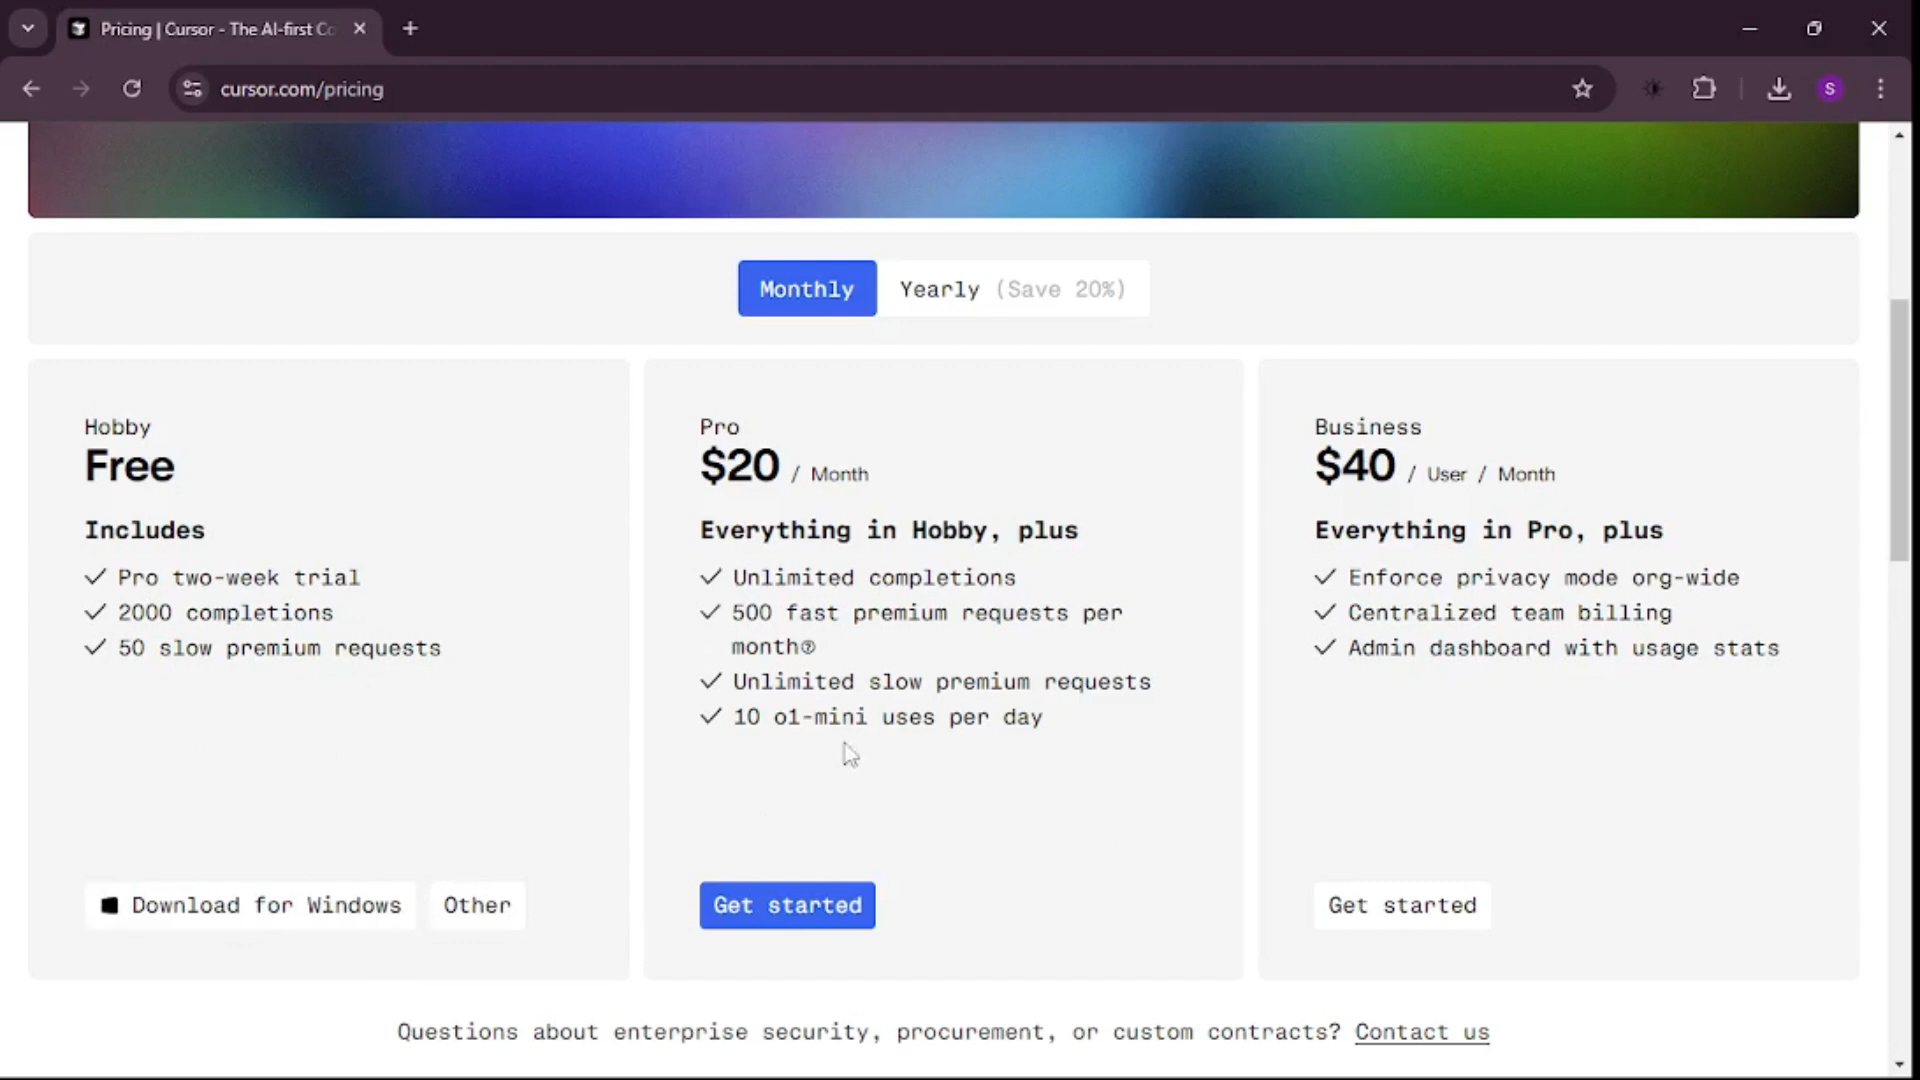 Pricing | Cursor - The AI-first Co
cursor.com/pricing
S
Monthly
Yearly (Save 20%)
Hobby
Free
Includes
Pro two-week trial
2000 completions
50 slow premium requests
Download for Windows
Other
Pro
$20 / Month
Everything in Hobby, plus
Unlimited completions
500 fast premium requests per
month?
Unlimited slow premium requests
10 o1-mini uses per day
Get started
Business
$40 / User / Month
Everything in Pro, plus
Enforce privacy mode org-wide
Centralized team billing
Admin dashboard with usage stats
Get started
Questions about enterprise security, procurement, or custom contracts? Contact us